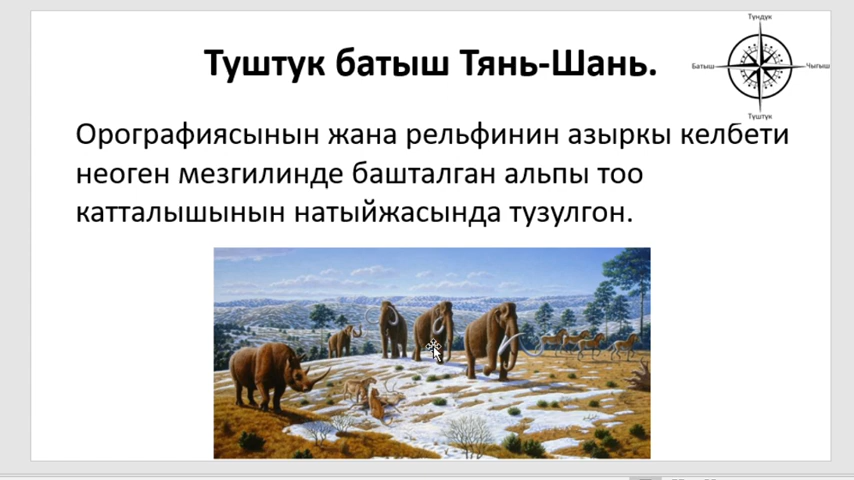 Түндүк
Туштук батыш Тянь-Шань.
Батыш
Чыгыш
Түштүк
Орографиясынын жана рельфинин азыркы келбети
неоген мезгилинде башталган альпы тоо
катталышынын натыйжасында тузулгон.